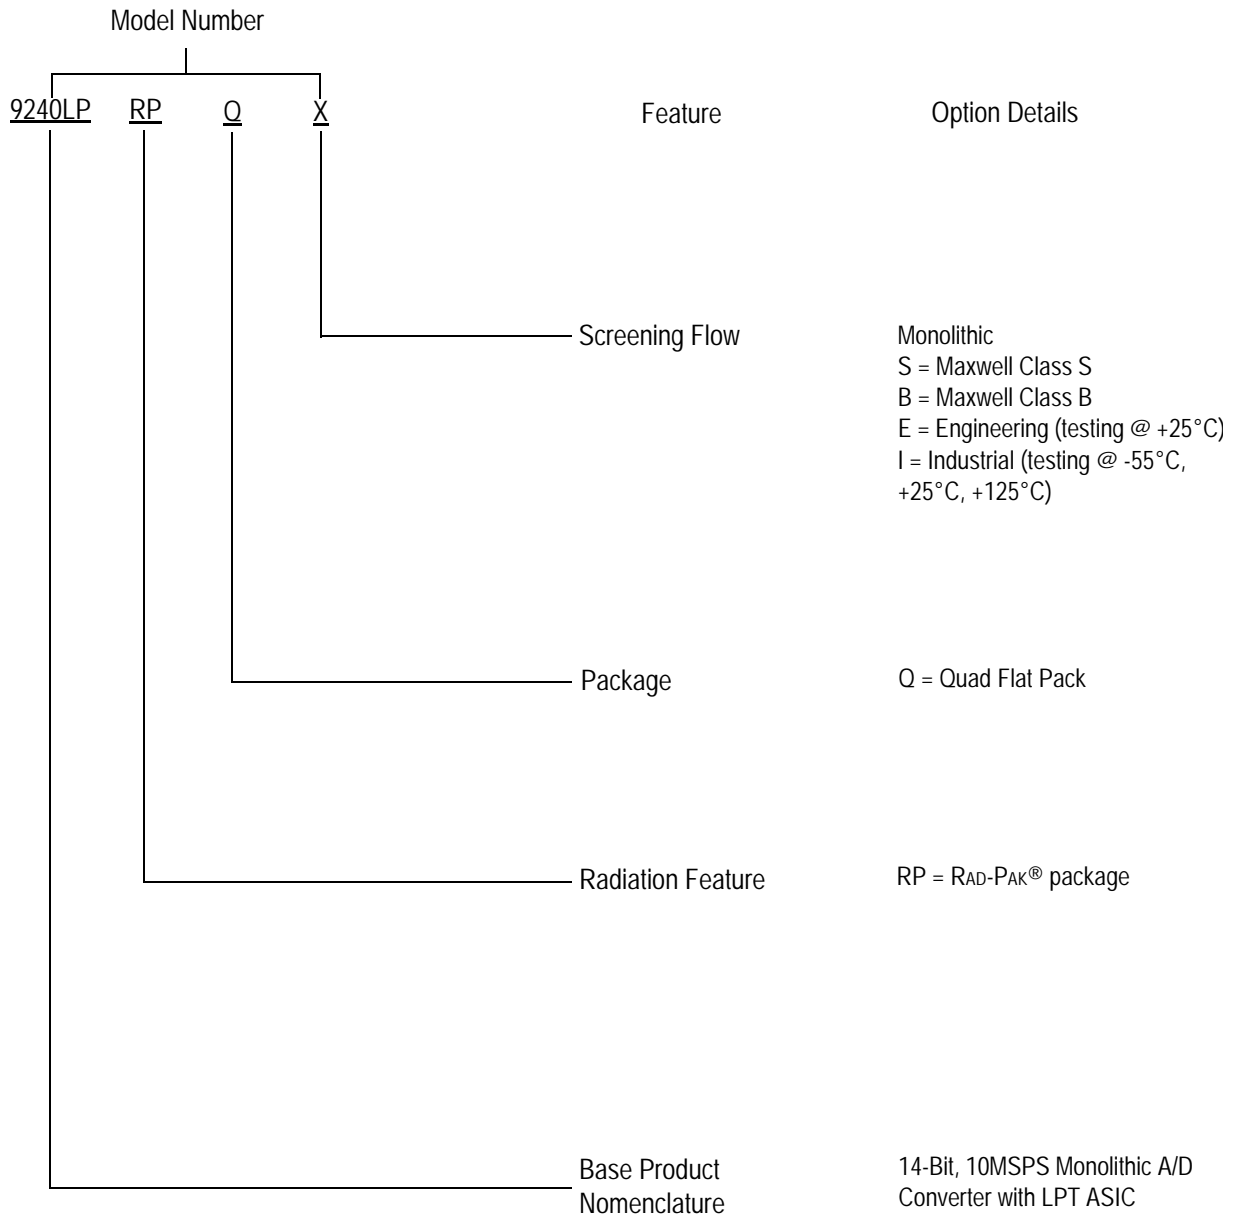 Model Number
9240LP RP Q X Feature Option Details
Screening Flow
Monolithic
S = Maxwell Class S
B = Maxwell Class B
E = Engineering (testing @ +25°C)
I = Industrial (testing @ -55°C,
+25°C, +125°C)
Package
Q = Quad Flat Pack
Radiation Feature
RP = RAD-PAK® package
Base Product
Nomenclature
14-Bit, 10MSPS Monolithic A/D
Converter with LPT ASIC